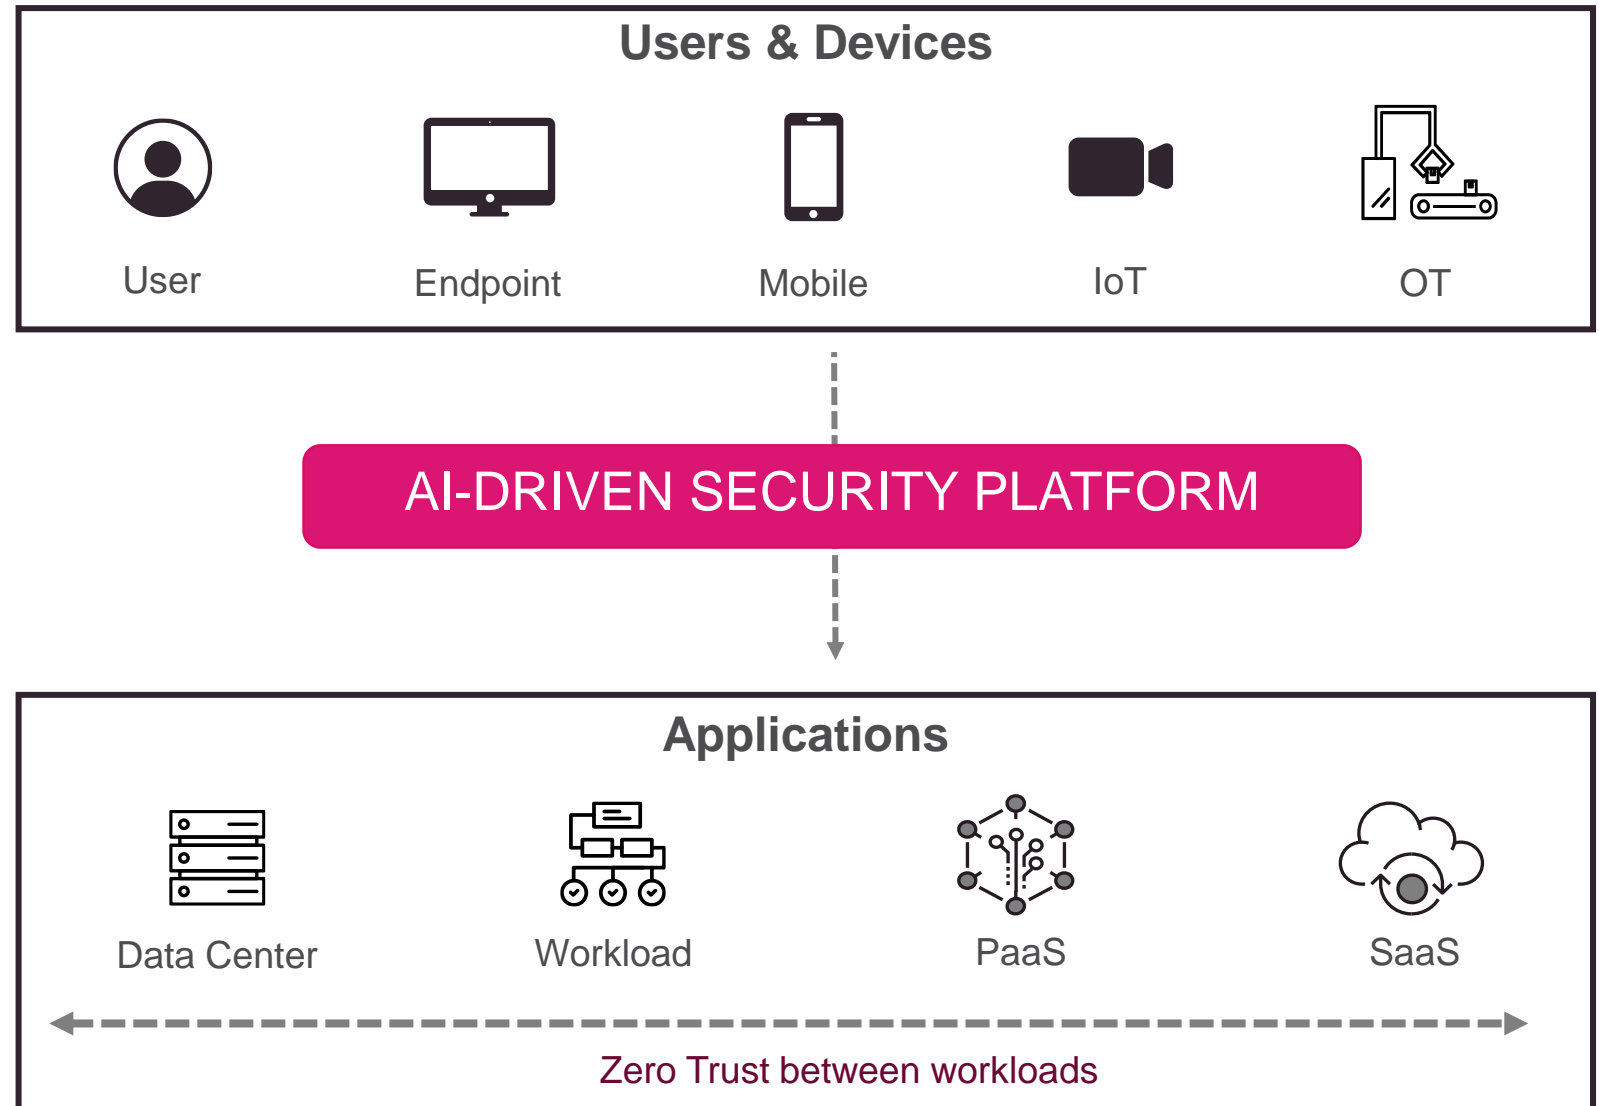 Users & Devices
User
Endpoint
Mobile
IoT
OT
AI-DRIVEN SECURITY PLATFORM
Applications
Data Center
Workload
PaaS
SaaS
Zero Trust between workloads